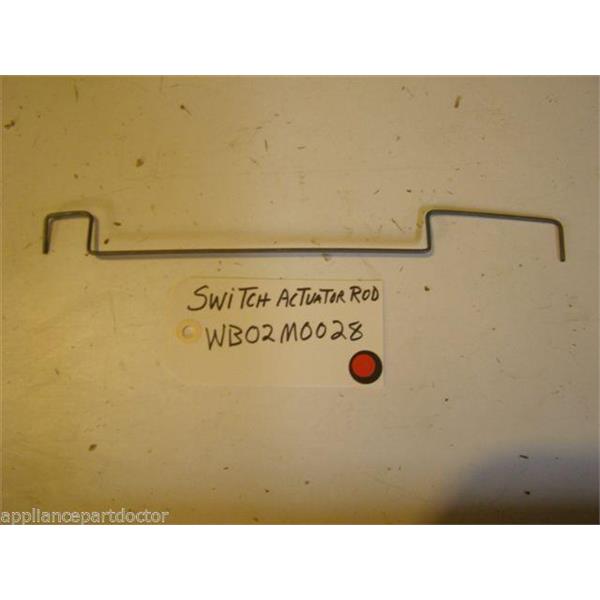 SWiTCH ACTUATOR ROD
WB02M0028
appliancepartdoctor